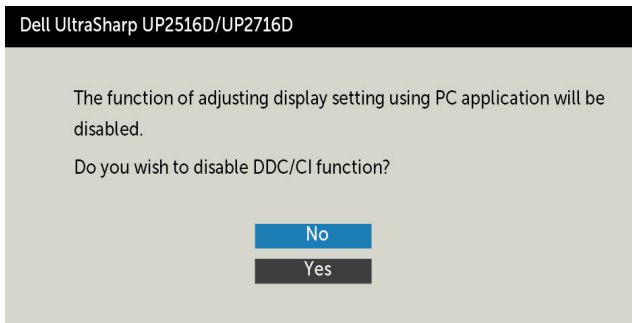 Dell UltraSharp UP2516D/UP2716D
The function of adjusting display setting using PC application will be
disabled.
Do you wish to disable DDC/CI function?
No
Yes